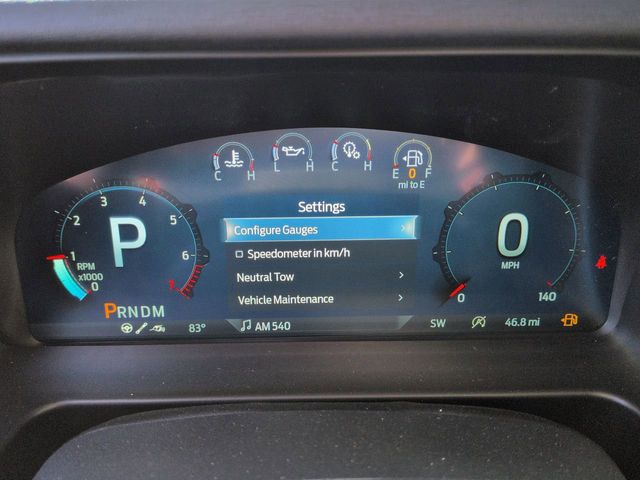 C H
L H
C H
E F
0
mi to E
Settings
Configure Gauges
Speedometer in km/h
Neutral Tow
Vehicle Maintenance
P
0
1
2
3
4
5
6
7
RPM
x1000
0
MPH
0
140
PRNDM
83°
AM 540
SW
46.8 mi